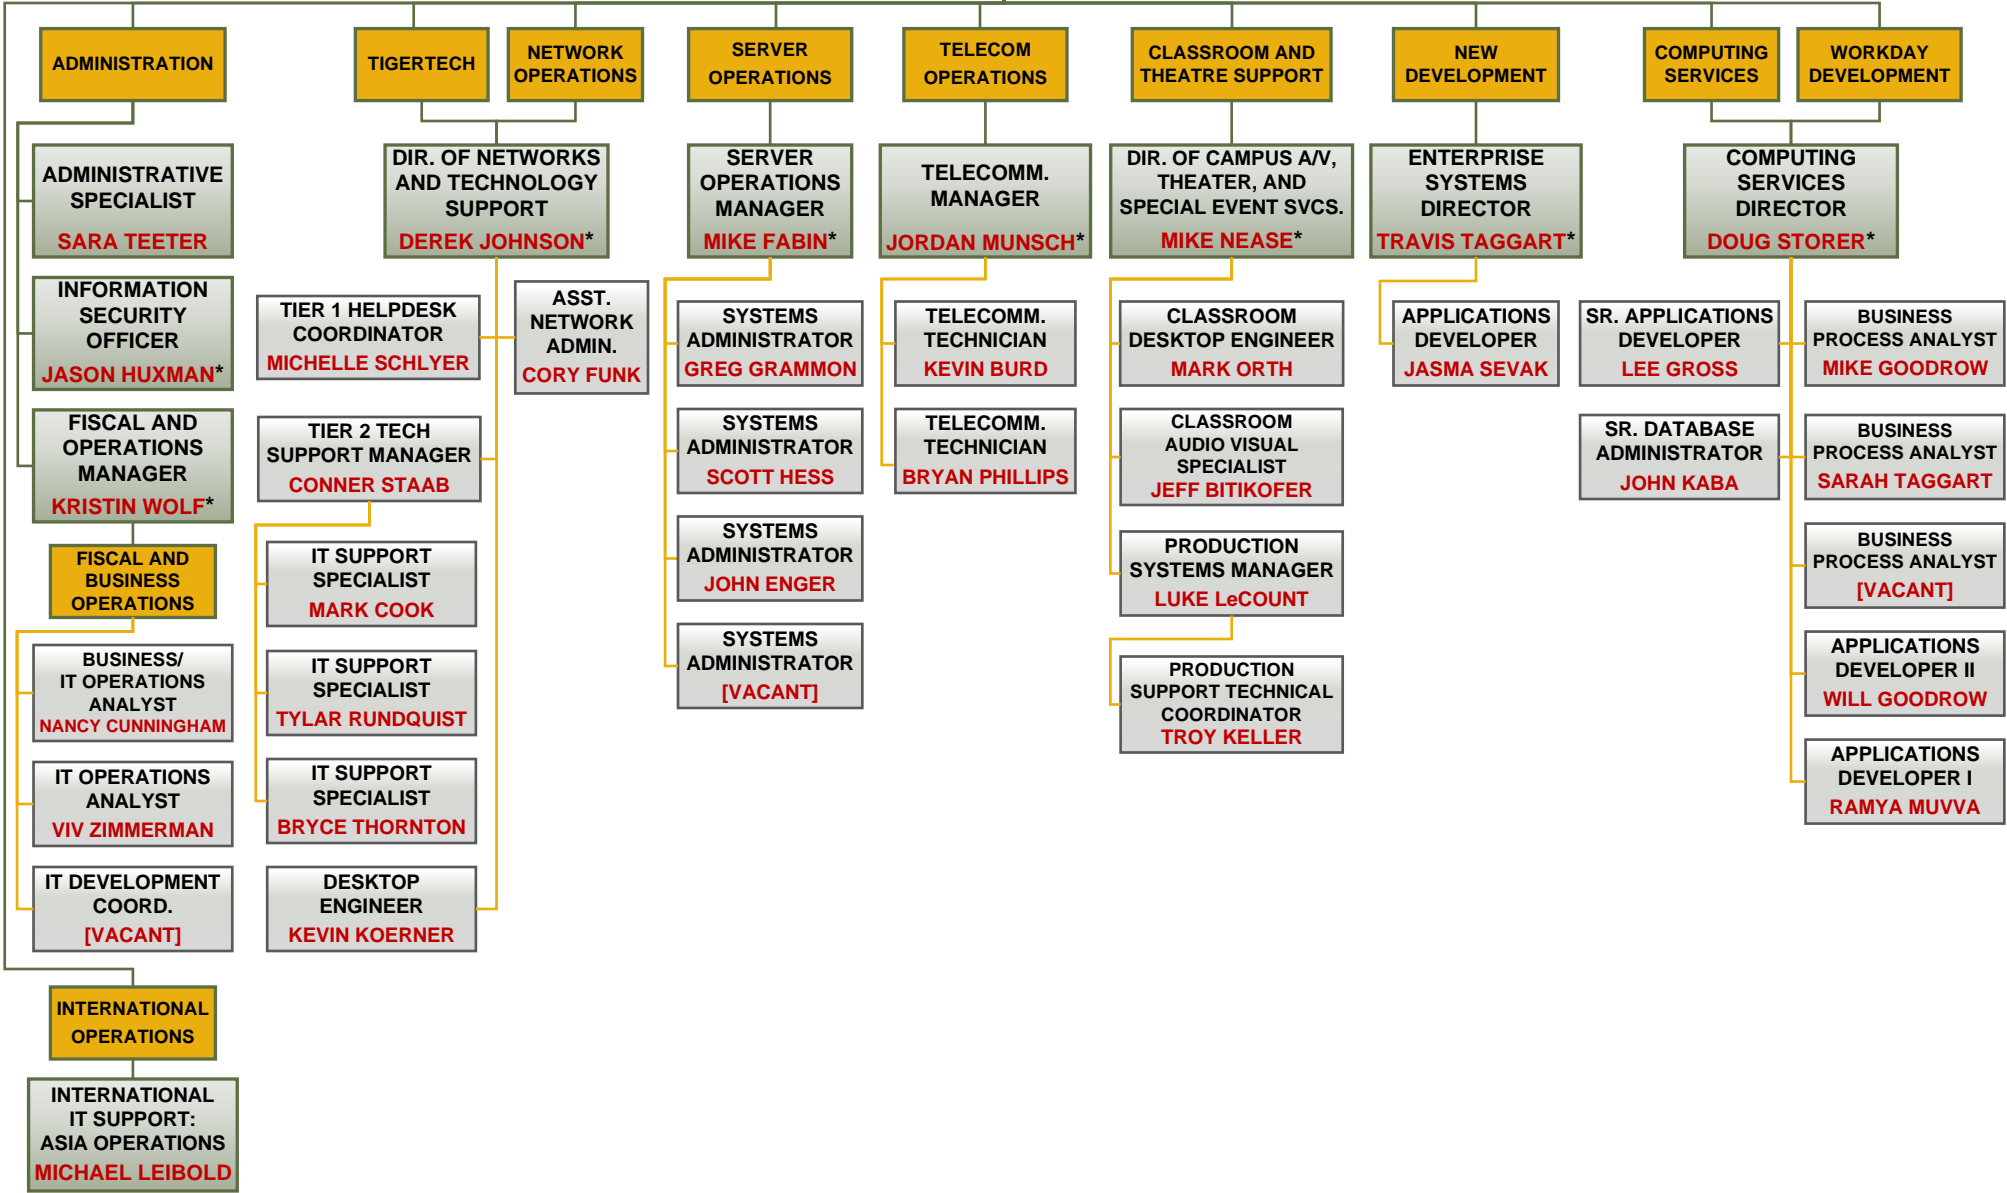 ADMINISTRATION
TIGERTECH
NETWORK
OPERATIONS
SERVER
OPERATIONS
TELECOM
OPERATIONS
CLASSROOM AND
THEATRE SUPPORT
NEW
DEVELOPMENT
COMPUTING
SERVICES
WORKDAY
DEVELOPMENT
ADMINISTRATIVE
SPECIALIST
SARA TEETER
DIR. OF NETWORKS
AND TECHNOLOGY
SUPPORT
DEREK JOHNSON*
SERVER
OPERATIONS
MANAGER
MIKE FABIN*
TELECOMM.
MANAGER
JORDAN MUNSCH*
DIR. OF CAMPUS A/V,
THEATER, AND
SPECIAL EVENT SVCS.
MIKE NEASE*
ENTERPRISE
SYSTEMS
DIRECTOR
TRAVIS TAGGART*
COMPUTING
SERVICES
DIRECTOR
DOUG STORER*
INFORMATION
SECURITY
OFFICER
JASON HUXMAN*
FISCAL AND
OPERATIONS
MANAGER
KRISTIN WOLF*
FISCAL AND
BUSINESS
OPERATIONS
BUSINESS/
IT OPERATIONS
ANALYST
NANCY CUNNINGHAM
IT OPERATIONS
ANALYST
VIV ZIMMERMAN
IT DEVELOPMENT
COORD.
[VACANT]
INTERNATIONAL
OPERATIONS
INTERNATIONAL
IT SUPPORT:
ASIA OPERATIONS
MICHAEL LEIBOLD
TIER 1 HELPDESK
COORDINATOR
MICHELLE SCHLYER
ASST.
NETWORK
ADMIN.
CORY FUNK
TIER 2 TECH
SUPPORT MANAGER
CONNER STAAB
IT SUPPORT
SPECIALIST
MARK COOK
IT SUPPORT
SPECIALIST
TYLAR RUNDQUIST
IT SUPPORT
SPECIALIST
BRYCE THORNTON
DESKTOP
ENGINEER
KEVIN KOERNER
SYSTEMS
ADMINISTRATOR
GREG GRAMMON
SYSTEMS
ADMINISTRATOR
SCOTT HESS
SYSTEMS
ADMINISTRATOR
JOHN ENGER
SYSTEMS
ADMINISTRATOR
[VACANT]
TELECOMM.
TECHNICIAN
KEVIN BURD
TELECOMM.
TECHNICIAN
BRYAN PHILLIPS
CLASSROOM
DESKTOP ENGINEER
MARK ORTH
CLASSROOM
AUDIO VISUAL
SPECIALIST
JEFF BITIKOFER
PRODUCTION
SYSTEMS MANAGER
LUKE LeCOUNT
PRODUCTION
SUPPORT TECHNICAL
COORDINATOR
TROY KELLER
APPLICATIONS
DEVELOPER
JASMA SEVAK
SR. APPLICATIONS
DEVELOPER
LEE GROSS
SR. DATABASE
ADMINISTRATOR
JOHN KABA
BUSINESS
PROCESS ANALYST
MIKE GOODROW
BUSINESS
PROCESS ANALYST
SARAH TAGGART
BUSINESS
PROCESS ANALYST
[VACANT]
APPLICATIONS
DEVELOPER II
WILL GOODROW
APPLICATIONS
DEVELOPER I
RAMYA MUVVA